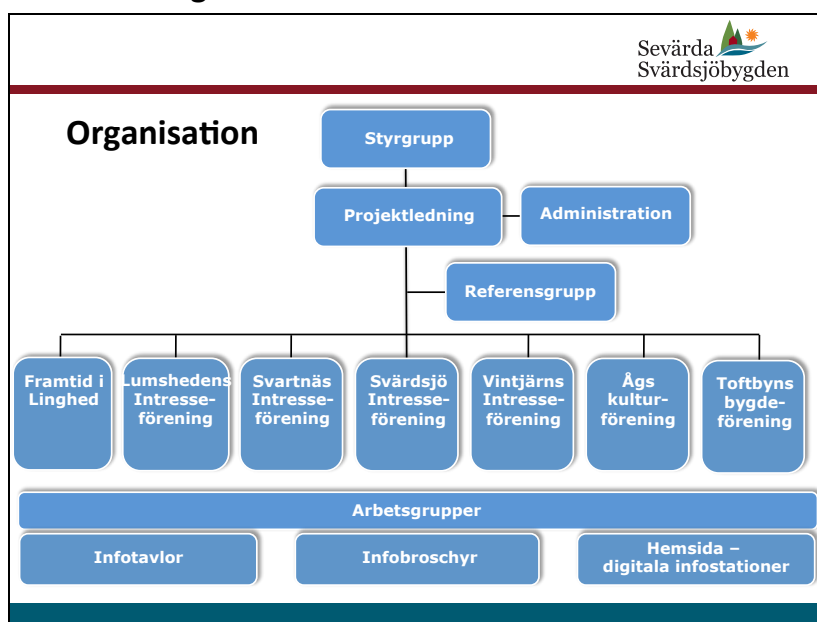 Sevärda
Svärdsjöbygden
Organisation
Styrgrupp
Projektledning
Administration
Referensgrupp
Framtid i
Linghed
Lumshedens
Intresse-
förening
Svartnäs
Intresse-
förening
Svärdsjö
Intresse-
förening
Vintjärns
Intresse-
förening
Ågs
kultur-
förening
Toftbyns
bygde-
förening
Arbetsgrupper
Infotavlor
Infobroschyr
Hemsida –
digitala infostationer